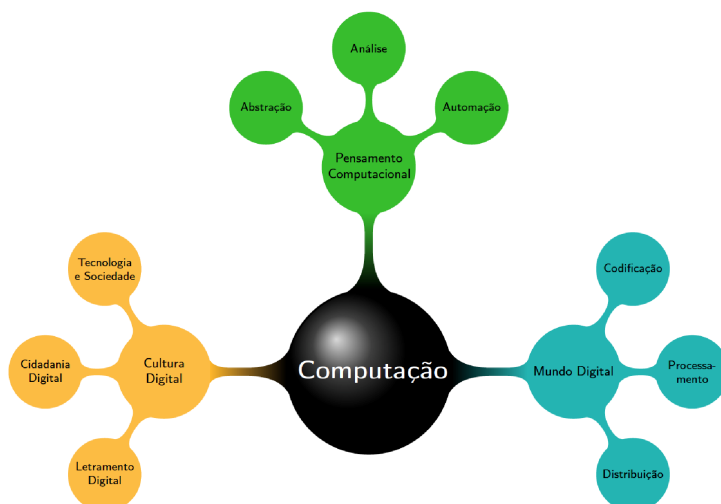 Análise
Abstração
Automação
Pensamento
Computacional
Tecnologia
e Sociedade
Cidadania
Digital
Letramento
Digital
Cultura
Digital
Computação
Mundo Digital
Codificação
Processa-
mento
Distribuição